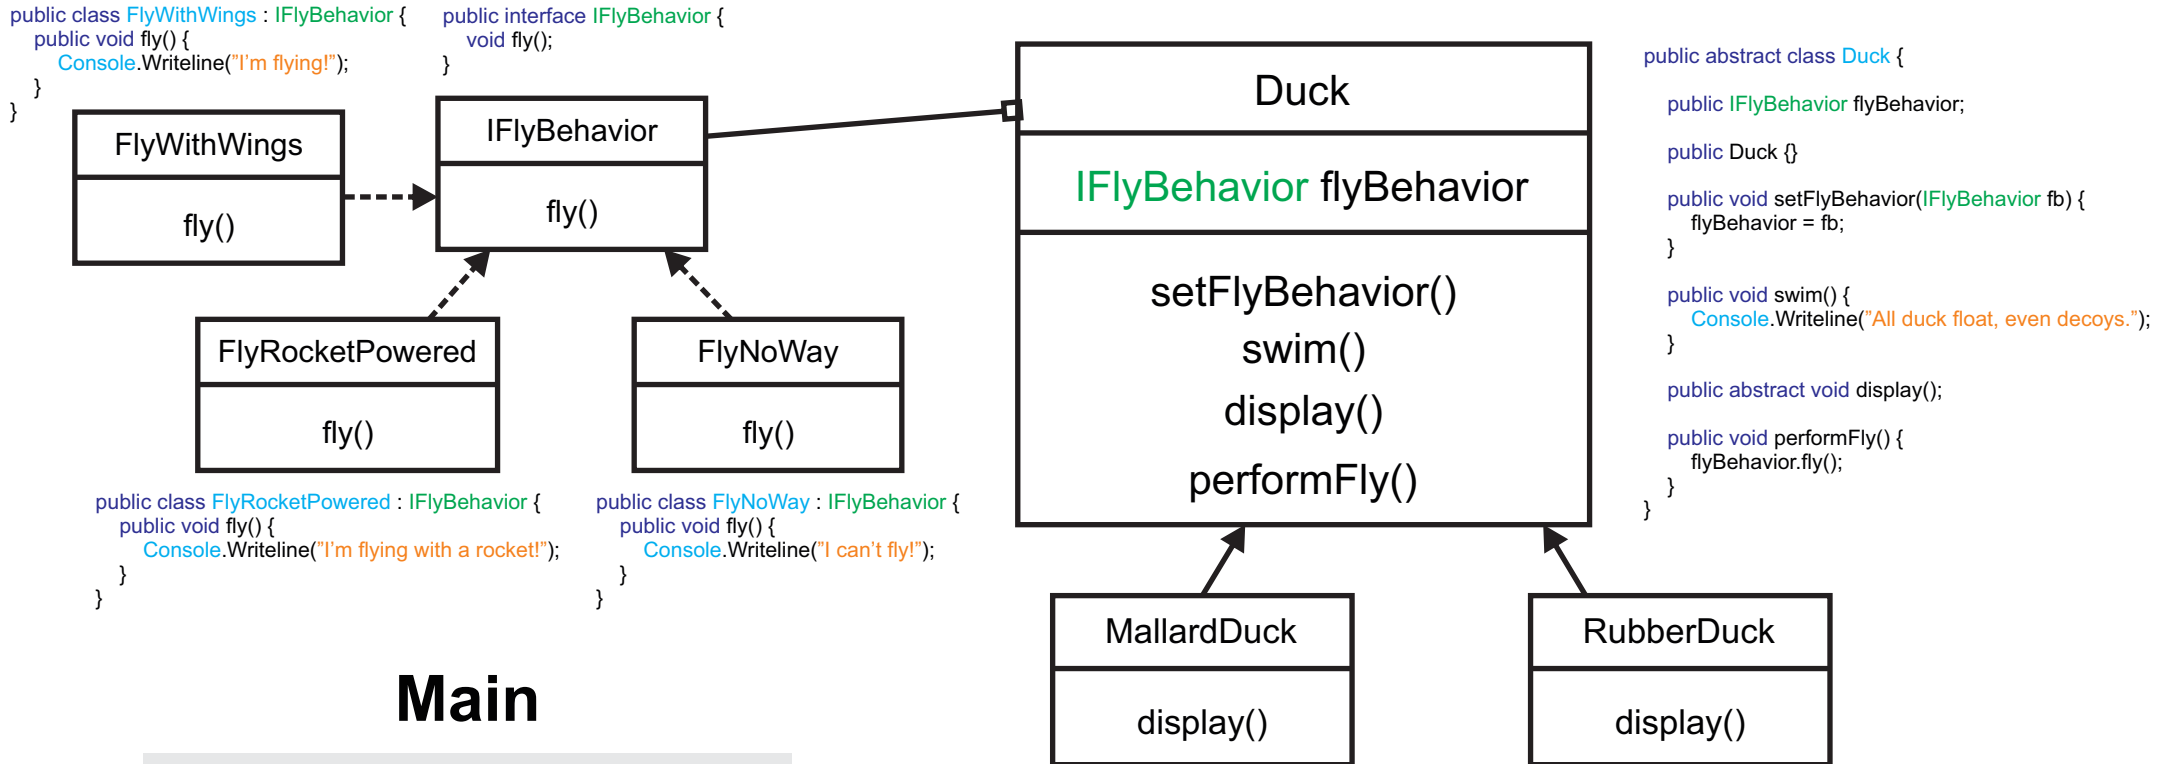 public class FlyWithWings : IFlyBehavior {
public void fly() {
Console.Writeline("I'm flying!”);
}
}
public interface IFlyBehavior {
void fly();
}
FlyWithWings
fly()
IFlyBehavior
fly()
FlyRocketPowered
fly()
FlyNoWay
fly()
public class FlyRocketPowered : IFlyBehavior {
public void fly() {
Console.Writeline("I’m flying with a rocket!”);
}
}
public class FlyNoWay : IFlyBehavior {
public void fly() {
Console.Writeline(”I can’t fly!”);
}
}
Duck
IFlyBehavior flyBehavior
setFlyBehavior()
swim()
display()
performFly()
public abstract class Duck {
public IFlyBehavior flyBehavior;
public Duck {}
public void setFlyBehavior(IFlyBehavior fb) {
flyBehavior = fb;
}
public void swim() {
Console.Writeline(”All duck float, even decoys.”);
}
public abstract void display();
public void performFly() {
flyBehavior.fly();
}
}
MallardDuck
display()
RubberDuck
display()
Main